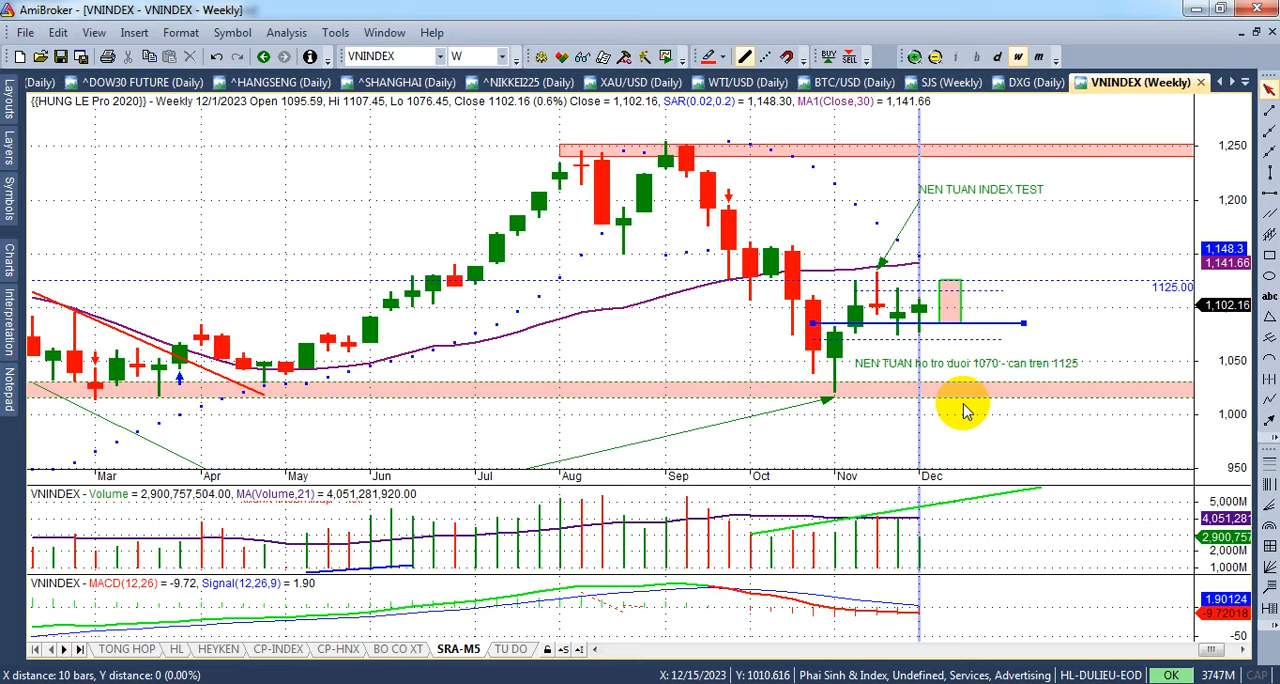 AmiBroker - [VNINDEX - VNINDEX - Weekly]
File Edit View Insert Format Symbol Analysis Tools Window Help
VNINDEX W BUY SELL i h d w m
(Daily) ^DOW30 FUTURE (Daily) ^HANGSENG (Daily) ^SHANGHAI (Daily) ^NIKKEI225 (Daily) XAU/USD (Daily) WTI/USD (Daily) BTC/USD (Daily) SJS (Weekly) DXG (Daily) VNINDEX (Weekly)
Layouts
Layers
Symbols
Charts
Interpretation
Notepad
{{HUNG LE Pro 2020}} - Weekly 12/1/2023 Open 1095.59, Hi 1107.45, Lo 1076.45, Close 1102.16 (0.6%) Close = 1,102.16, SAR(0.02,0.2) = 1,148.30, MA1(Close,30) = 1,141.66
1,250
NEN TUAN INDEX TEST
1,200
1,148.3
1,141.66
1125.00
1,102.16
NEN TUAN ho tro duoi 1070 - can tren 1125
1,050
1,000
950
Mar Apr May Jun Jul Aug Sep Oct Nov Dec
VNINDEX - Volume = 2,900,757,504.00, MA(Volume,21) = 4,051,281,920.00
5,000M
4,051,281
2,900,757
2,000M
1,000M
VNINDEX - MACD(12,26) = -9.72, Signal(12,26,9) = 1.90
1.90124
-9.72018
-50
TONG HOP HL HEYKEN CP-INDEX CP-HNX BO CO XT SRA-M5 TU DO
X distance: 10 bars, Y distance: 0 (0.00%) X: 12/15/2023 Y: 1010.616 Phai Sinh & Index, Undefined, Services, Advertising HL-DULIEU-EOD OK 3747M CAP
abc